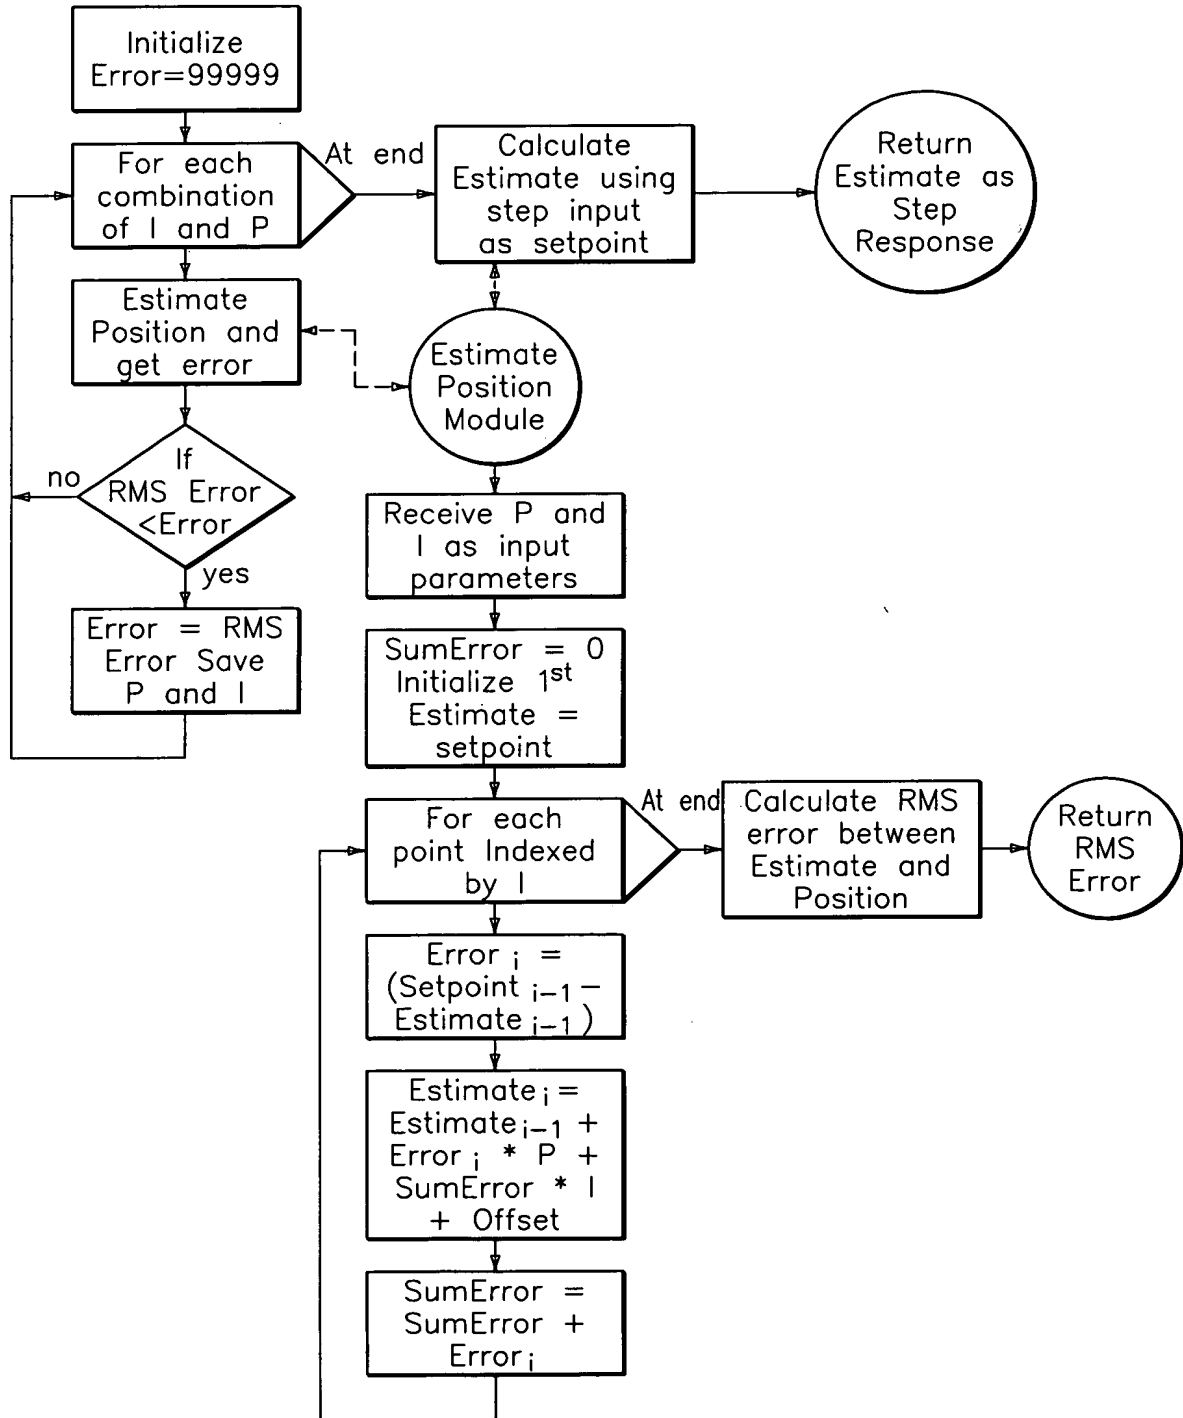 Initialize
Error=99999
For each
combination
of I and P
At end
Calculate
Estimate using
step input
as setpoint
Return
Estimate as
Step
Response
Estimate
Position and
get error
Estimate
Position
Module
If
RMS Error
<Error
no
yes
Error = RMS
Error Save
P and I
Receive P and
I as input
parameters
SumError = 0
Initialize 1st
Estimate =
setpoint
For each
point Indexed
by I
At end
Calculate RMS
error between
Estimate and
Position
Return
RMS
Error
Error i =
(Setpoint i-1 -
Estimate i-1 )
Estimate i =
Estimate i-1 +
Error i * P +
SumError * I
+ Offset
SumError =
SumError +
Error i